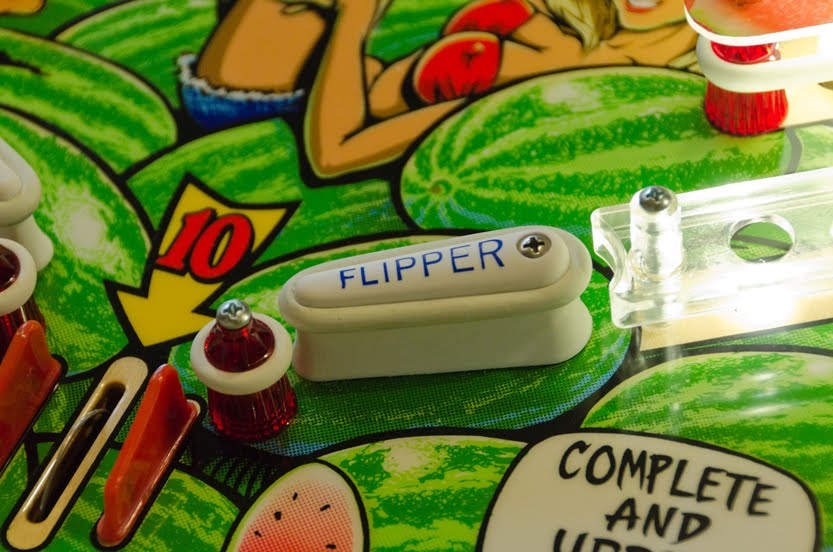 10
FLIPPER
COMPLETE
AND